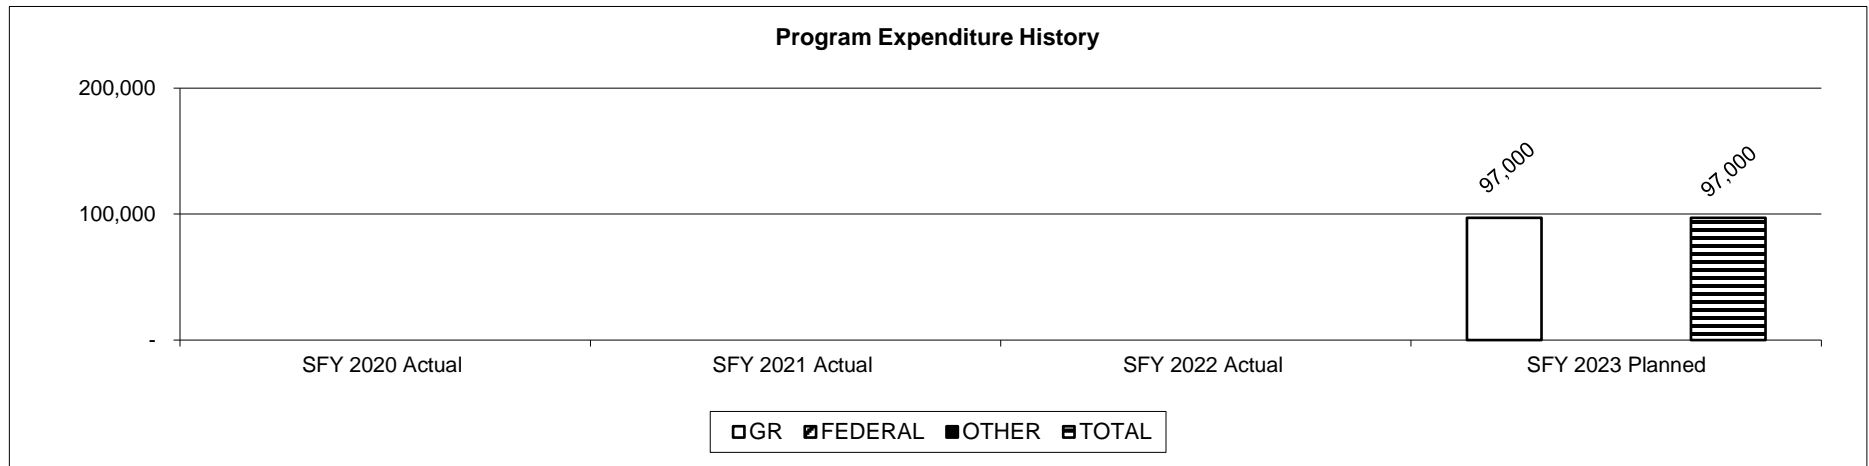 Program Expenditure History
200,000
100,000
-
97,000
97,000
SFY 2020 Actual
SFY 2021 Actual
SFY 2022 Actual
SFY 2023 Planned
GR FEDERAL OTHER TOTAL